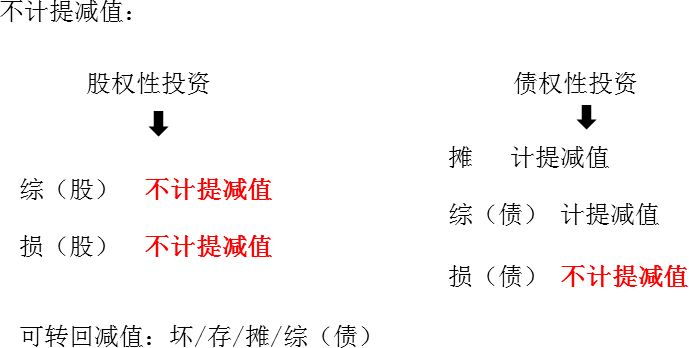 不计提减值：
股权性投资
债权性投资
摊 计提减值
综（股） 不计提减值
综（债） 计提减值
损（股） 不计提减值
损（债） 不计提减值
可转回减值：坏/存/摊/综（债）